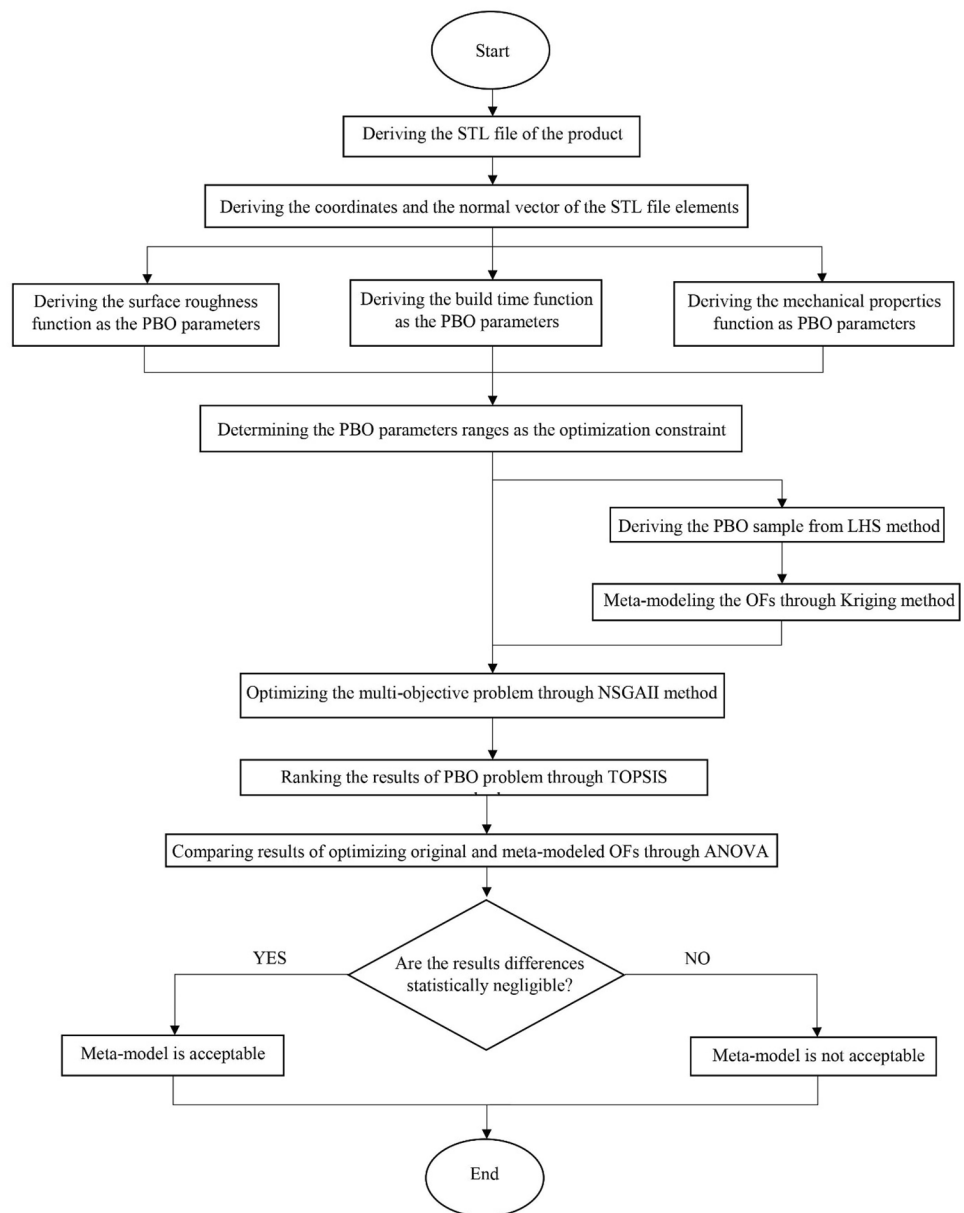 Start
Deriving the STL file of the product
Deriving the coordinates and the normal vector of the STL file elements
Deriving the surface roughness
function as the PBO parameters
Deriving the build time function
as the PBO parameters
Deriving the mechanical properties
function as PBO parameters
Determining the PBO parameters ranges as the optimization constraint
Deriving the PBO sample from LHS method
Meta-modeling the OFs through Kriging method
Optimizing the multi-objective problem through NSGAII method
Ranking the results of PBO problem through TOPSIS
Comparing results of optimizing original and meta-modeled OFs through ANOVA
YES
Are the results differences
statistically negligible?
NO
Meta-model is acceptable
Meta-model is not acceptable
End